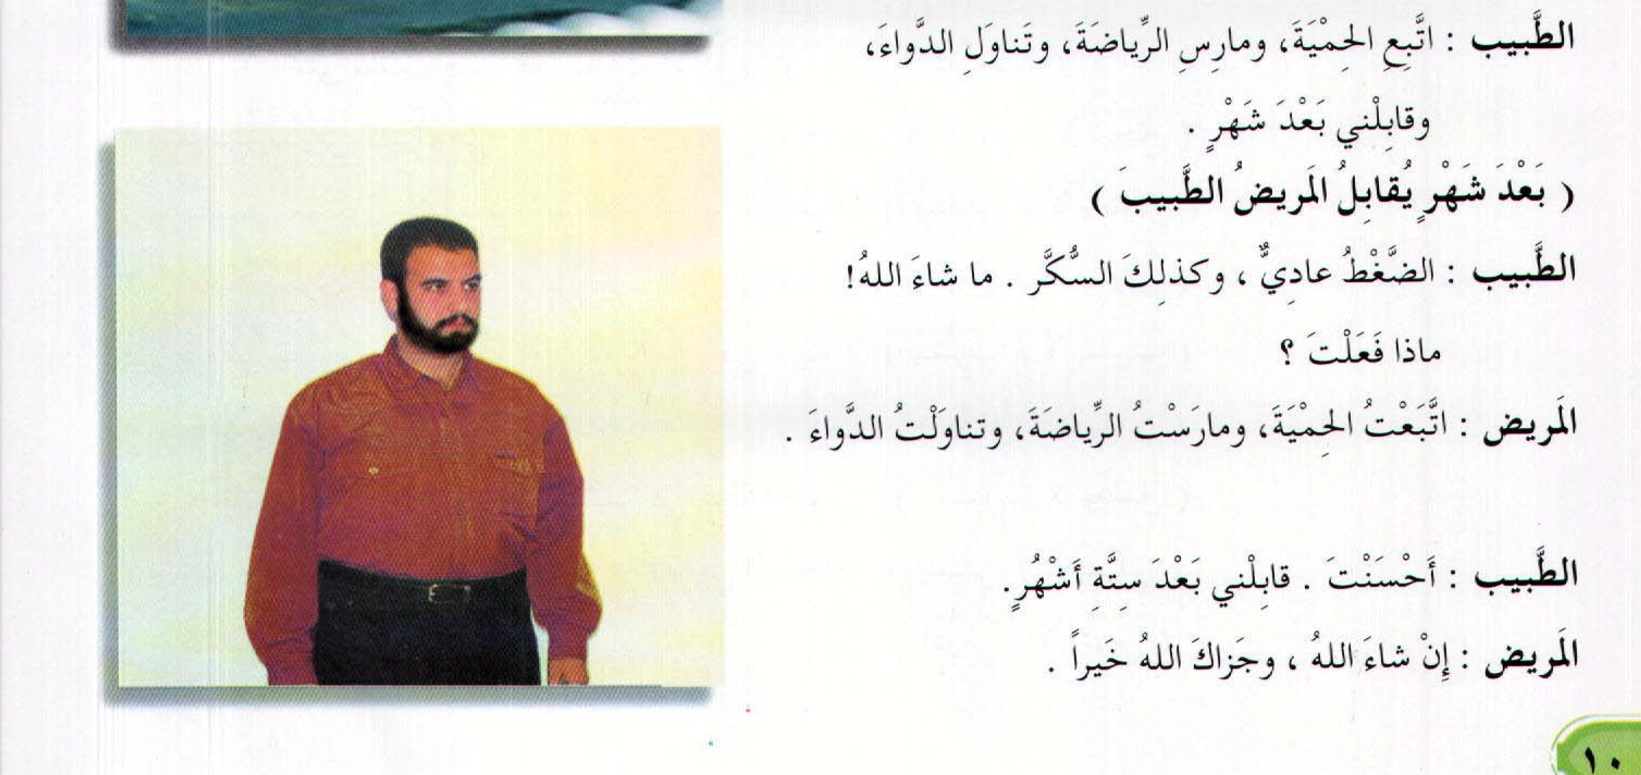 الطَّبيب : اتَّبِعِ الحِمْيَةَ، ومارِسِ الرِّياضَةَ، وتَناوَلِ الدَّواءَ،
وقابِلْني بَعْدَ شَهْرٍ .
( بَعْدَ شَهْرٍ يُقابِلُ المَريضُ الطَّبيبَ )
الطَّبيب : الضَّغْطُ عادِيٌّ ، وكذلِكَ السُّكَّر . ما شاءَ اللهُ!
ماذا فَعَلْتَ ؟
المَريض : اتَّبَعْتُ الحِمْيَةَ، ومارَسْتُ الرِّياضَةَ، وتناوَلْتُ الدَّواءَ .
الطَّبيب : أَحْسَنْتَ . قابِلْني بَعْدَ سِتَّةِ أَشْهُرٍ.
المَريض : إِنْ شاءَ اللهُ ، وجَزاكَ اللهُ خَيراً .
١٠